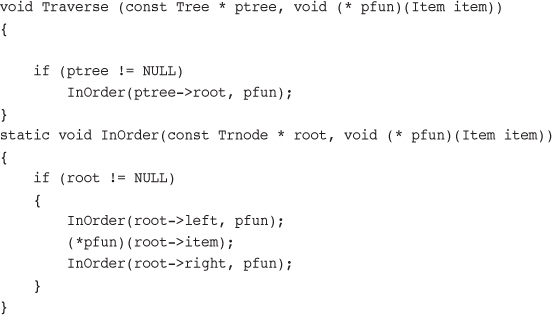 void Traverse (const Tree * ptree, void (* pfun)(Item item))
{
    if (ptree != NULL)
        InOrder(ptree->root, pfun);
}
static void InOrder(const Trnode * root, void (* pfun)(Item item))
{
    if (root != NULL)
    {
        InOrder(root->left, pfun);
        (*pfun)(root->item);
        InOrder(root->right, pfun);
    }
}